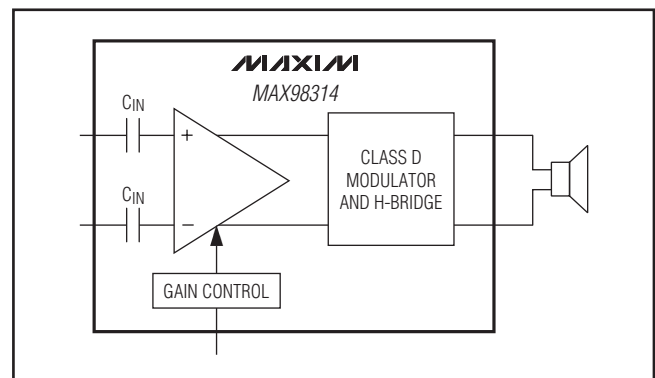 MAXIM
MAX98314
CIN
+
CLASS D
MODULATOR
AND H-BRIDGE
CIN
−
GAIN CONTROL